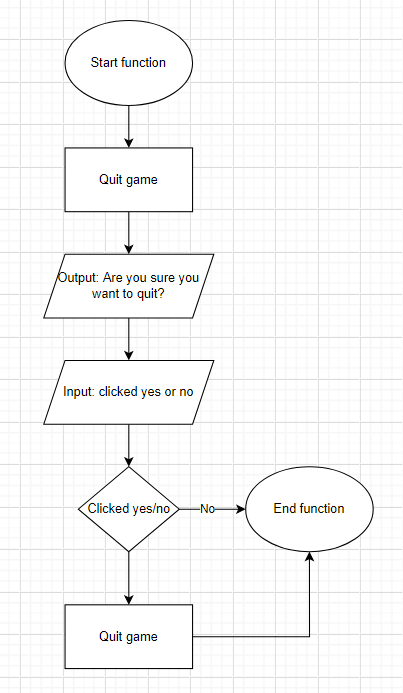 Start function
Quit game
Output: Are you sure you
want to quit?
Input: clicked yes or no
Clicked yes/no
No
End function
Quit game